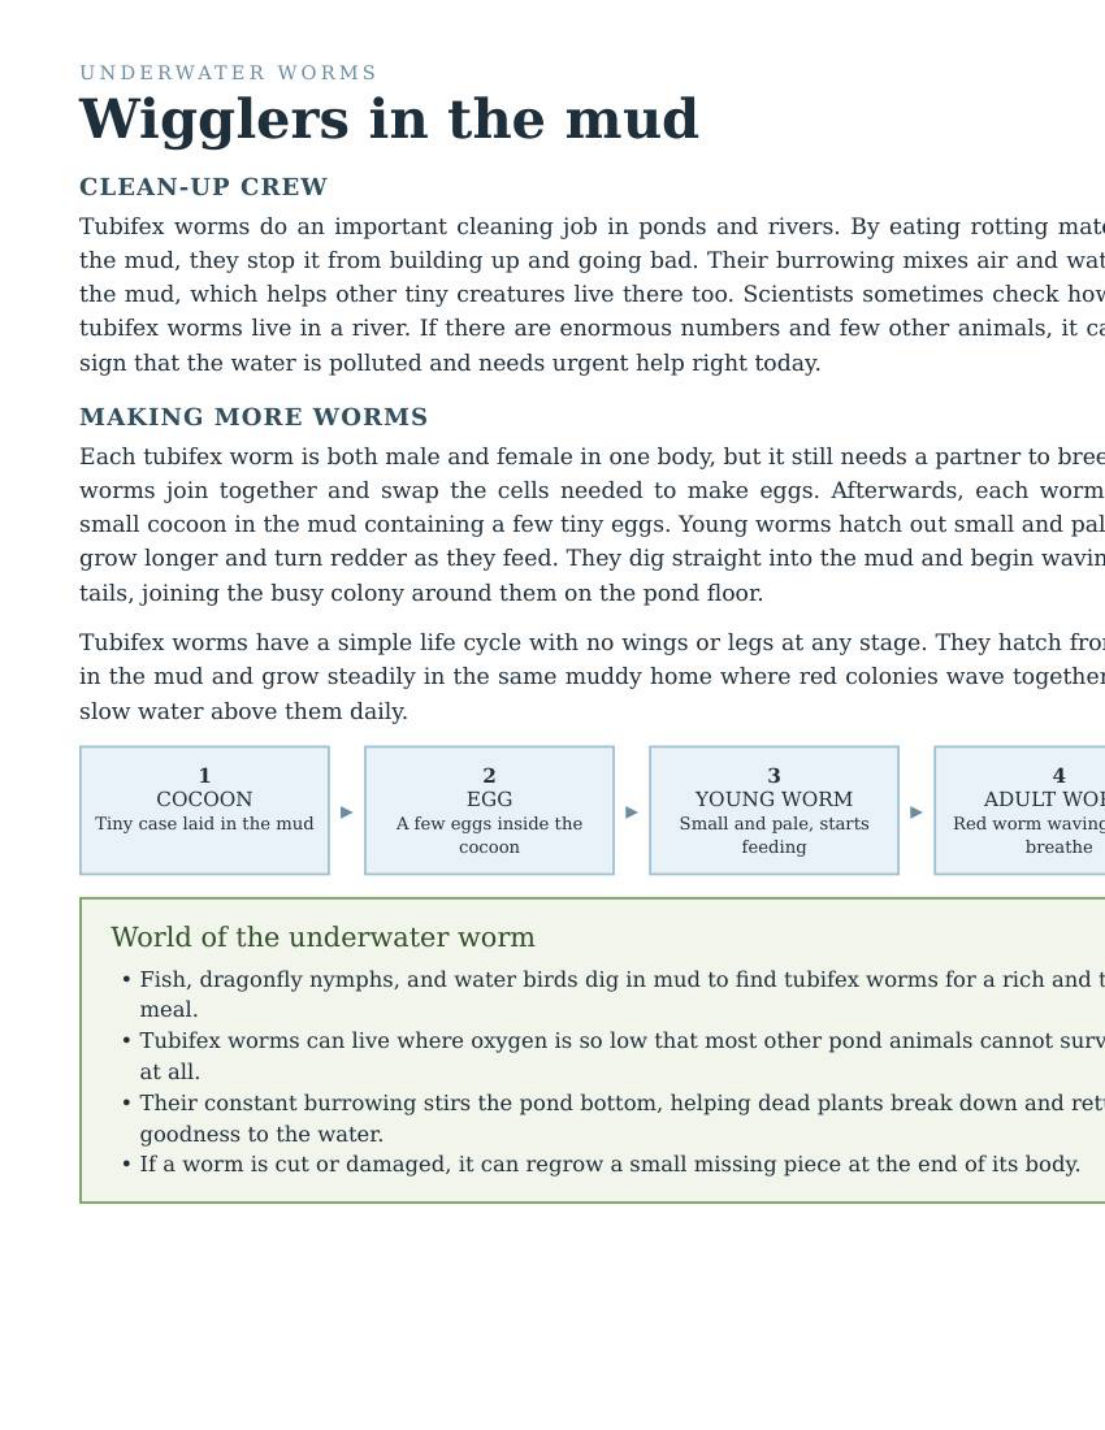 UNDERWATER WORMS
Wigglers in the mud
CLEAN-UP CREW
Tubifex worms do an important cleaning job in ponds and rivers. By eating rotting
the mud, they stop it from building up and going bad. Their burrowing mixes air and
the mud, which helps other tiny creatures live there too. Scientists sometimes check
tubifex worms live in a river. If there are enormous numbers and few other animals, it
sign that the water is polluted and needs urgent help right today.
MAKING MORE WORMS
Each tubifex worm is both male and female in one body, but it still needs a partner to
worms join together and swap the cells needed to make eggs. Afterwards, each worm
small cocoon in the mud containing a few tiny eggs. Young worms hatch out small and
grow longer and turn redder as they feed. They dig straight into the mud and begin
tails, joining the busy colony around them on the pond floor.
Tubifex worms have a simple life cycle with no wings or legs at any stage. They hatch
in the mud and grow steadily in the same muddy home where red colonies wave together
slow water above them daily.
1
COCOON
Tiny case laid in the mud
▶
2
EGG
A few eggs inside the
cocoon
▶
3
YOUNG WORM
Small and pale, starts
feeding
▶
4
ADULT
Red worm waving
breathe
World of the underwater worm
• Fish, dragonfly nymphs, and water birds dig in mud to find tubifex worms for a rich and
meal.
• Tubifex worms can live where oxygen is so low that most other pond animals cannot
at all.
• Their constant burrowing stirs the pond bottom, helping dead plants break down and
goodness to the water.
• If a worm is cut or damaged, it can regrow a small missing piece at the end of its body.